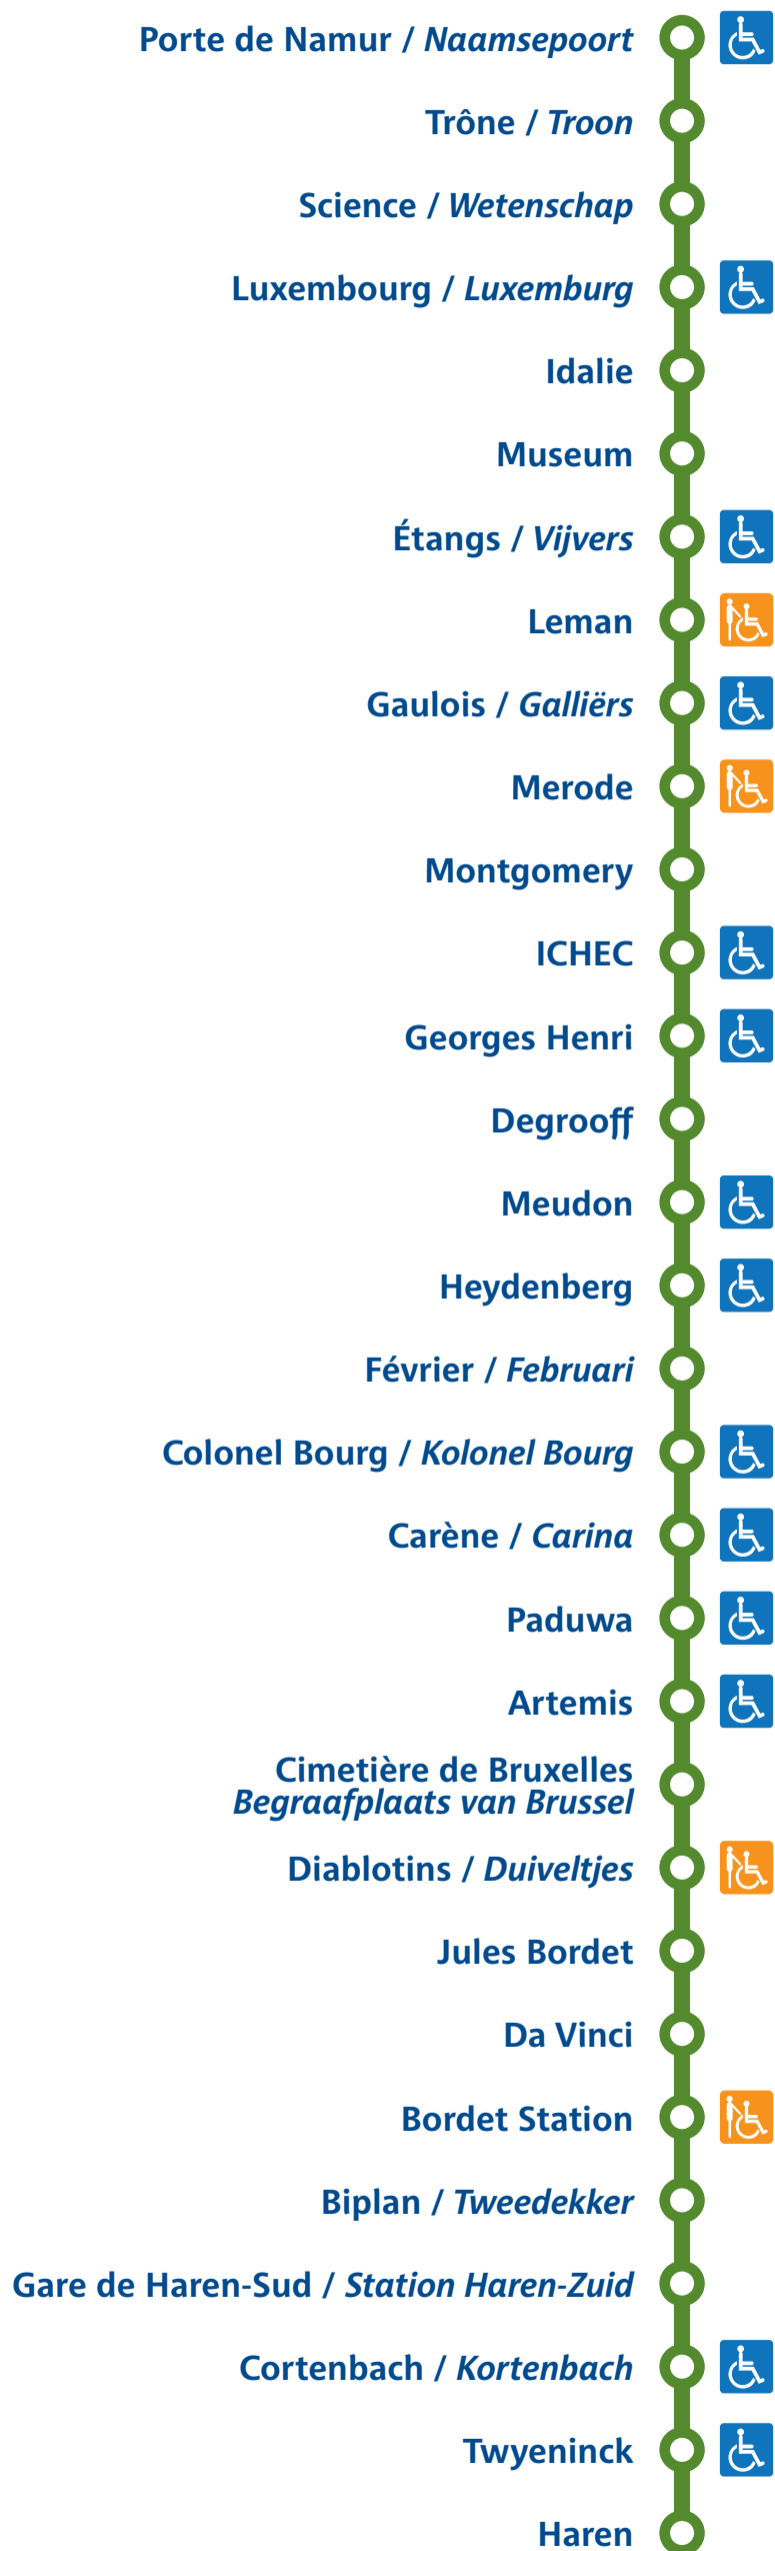 Porte de Namur / Naamsepoort
Trône / Troon
Science / Wetenschap
Luxembourg / Luxemburg
Idalie
Museum
Étangs / Vijvers
Leman
Gaulois / Galliërs
Merode
Montgomery
ICHEC
Georges Henri
Degrooff
Meudon
Heydenberg
Février / Februari
Colonel Bourg / Kolonel Bourg
Carène / Carina
Paduwa
Artemis
Cimetière de Bruxelles
Begraafplaats van Brussel
Diablotins / Duiveltjes
Jules Bordet
Da Vinci
Bordet Station
Biplan / Tweedekker
Gare de Haren-Sud / Station Haren-Zuid
Cortenbach / Kortenbach
Twyeninck
Haren